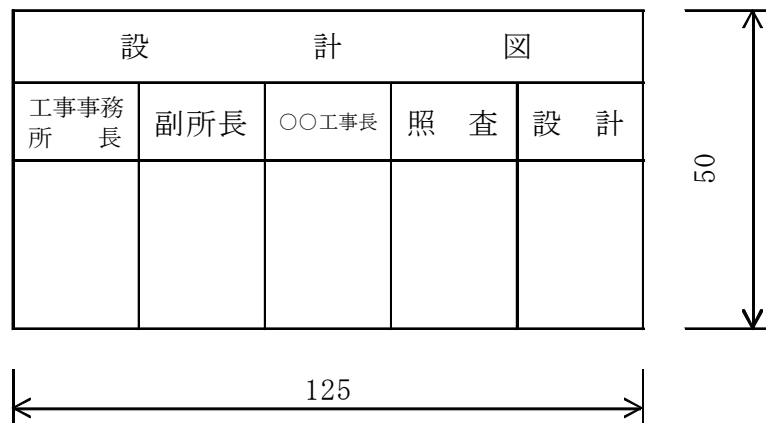 設 計 図
工事事務所 長 副所長 ○○工事長 照 査 設 計
50
125